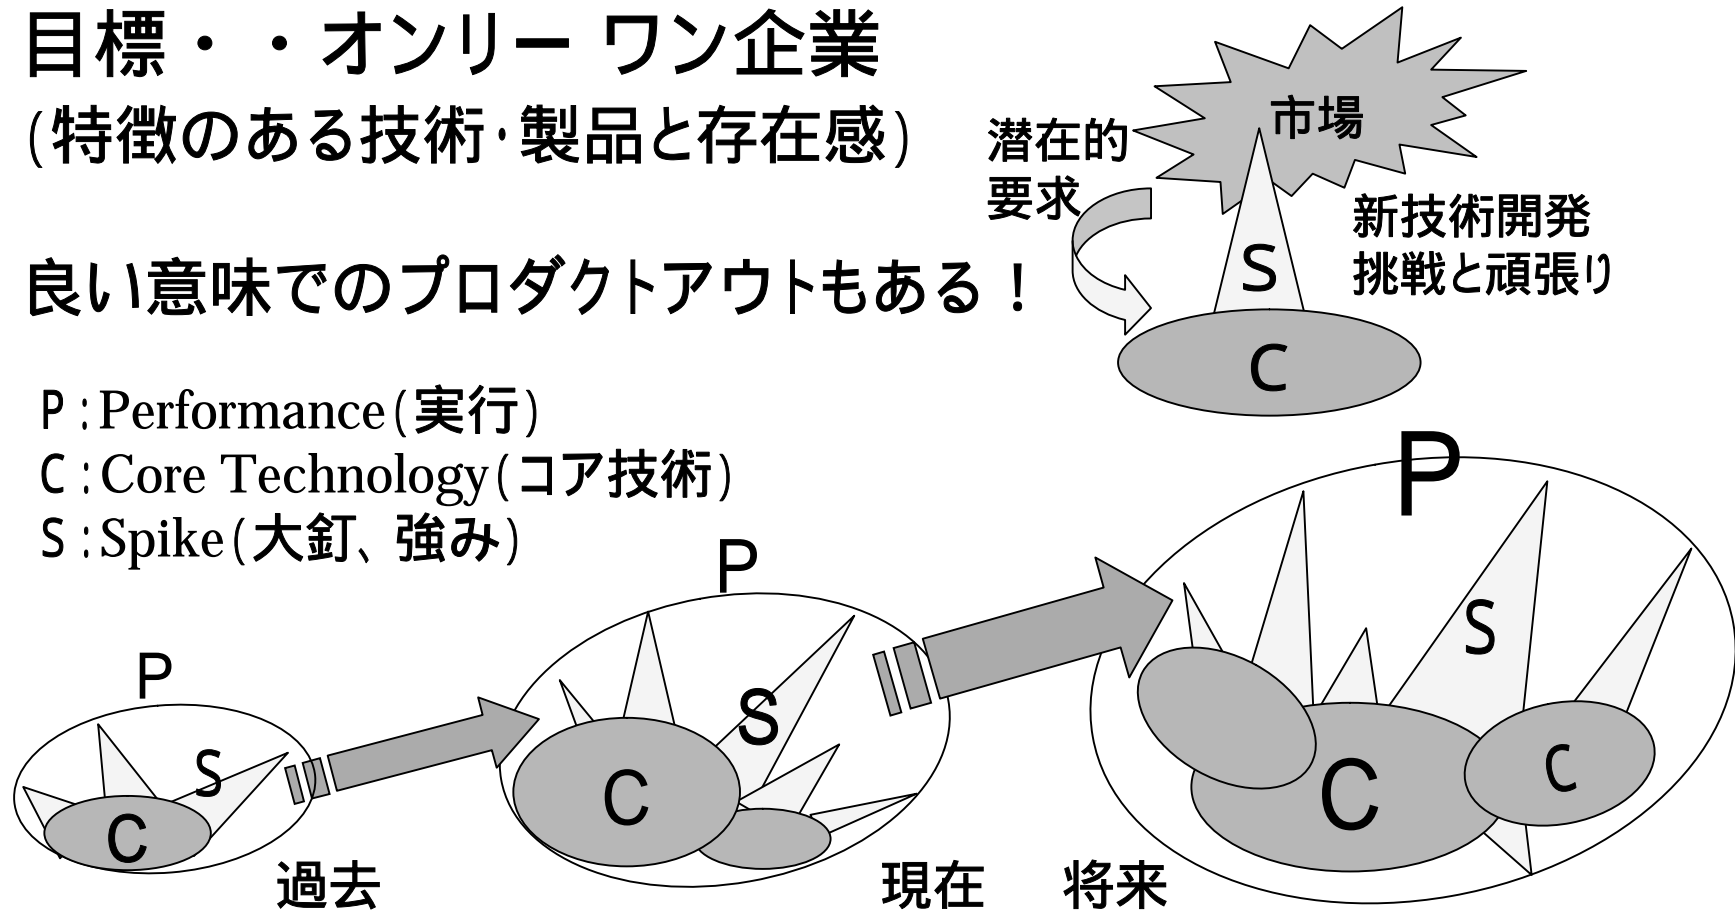 目標・・オンリー ワン企業
(特徴のある技術・製品と存在感)
良い意味でのプロダクトアウトもある！
P:Performance(実行)
C:Core Technology(コア技術)
S:Spike(大釘、強み)
市場
潜在的
要求
新技術開発
挑戦と頑張り
S
C
P
S
C
過去
P
S
C
現在
P
S
C
C
将来